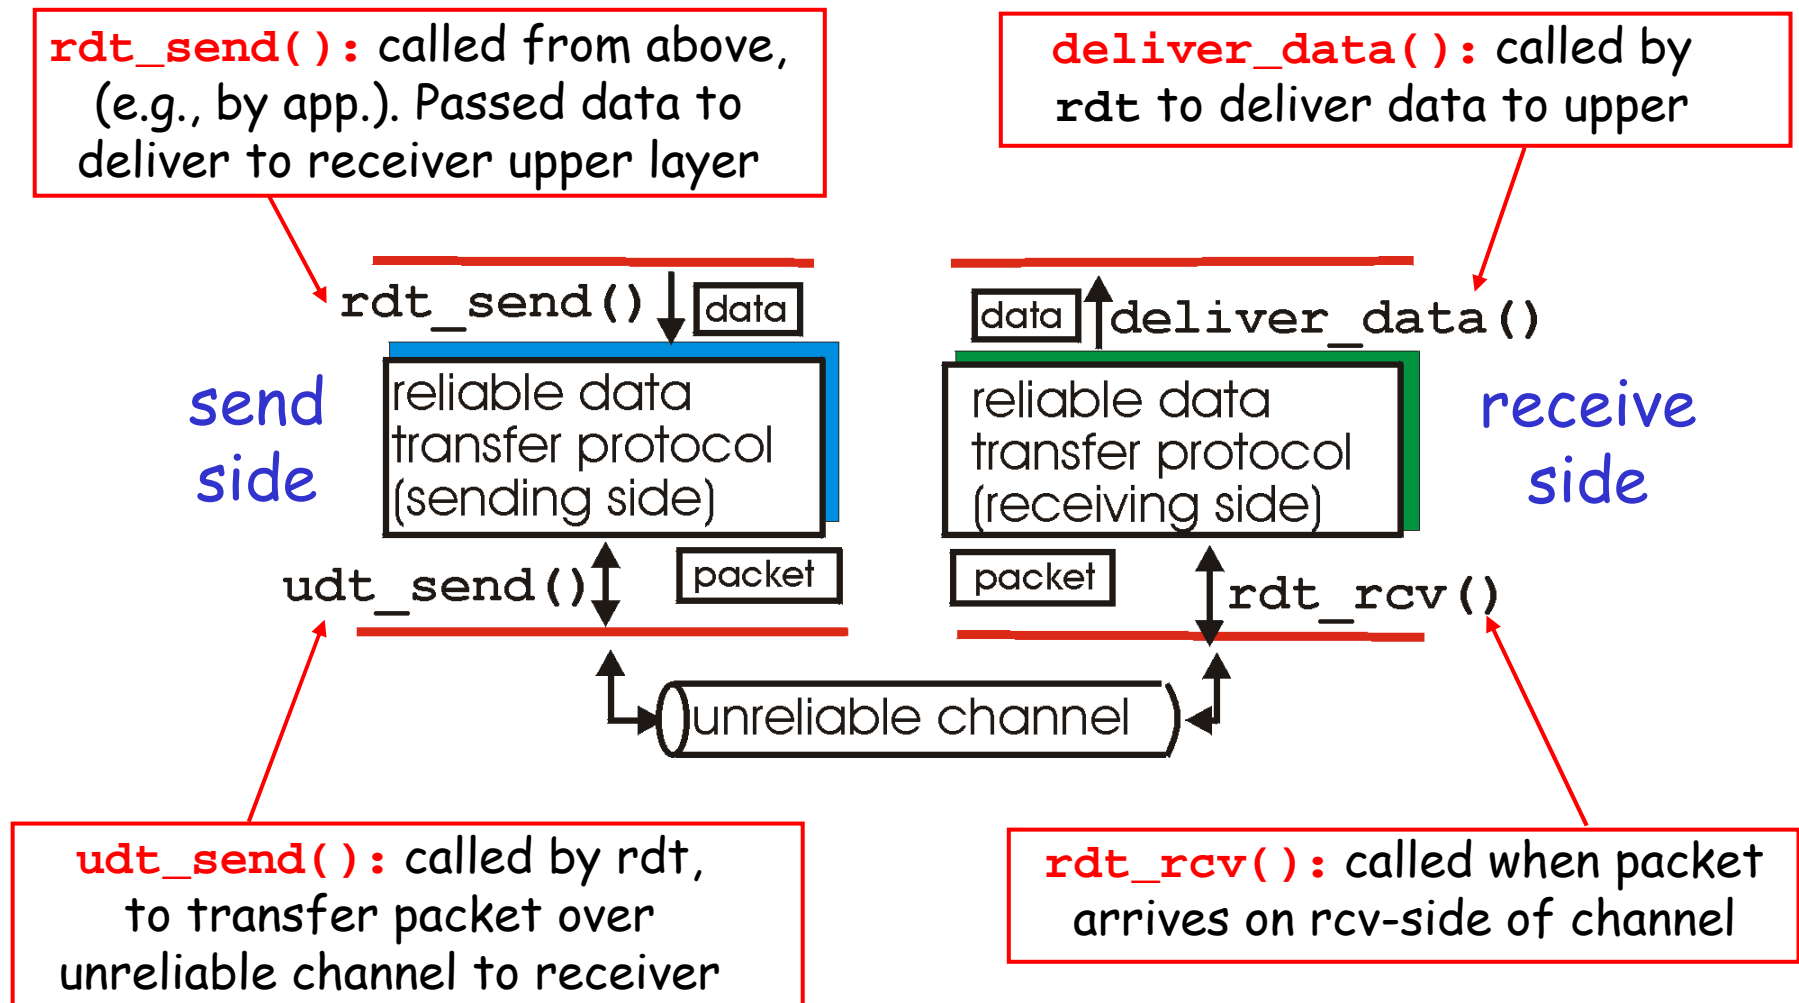 rdt_send(): called from above,
(e.g., by app.). Passed data to
deliver to receiver upper layer
deliver_data(): called by
rdt to deliver data to upper
rdt_send()
data
data
deliver_data()
send
side
reliable data
transfer protocol
(sending side)
reliable data
transfer protocol
(receiving side)
receive
side
udt_send()
packet
packet
rdt_rcv()
unreliable channel
udt_send(): called by rdt,
to transfer packet over
unreliable channel to receiver
rdt_rcv(): called when packet
arrives on rcv-side of channel